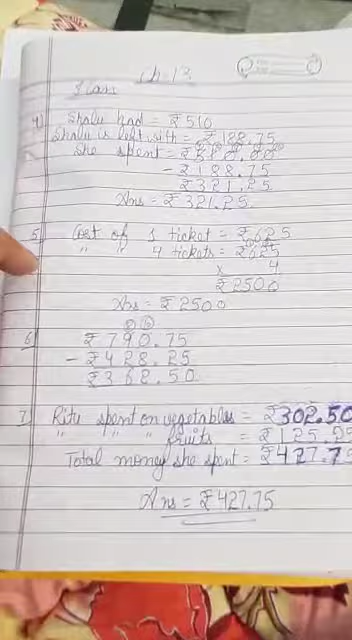 Ch-13
4) Shalu had = ₹510
Shalu is left with = ₹188.75
She spent = ₹510.00
- ₹188.75
₹321.25
Ans = ₹321.25
5 Cost of 1 ticket = ₹625
" " 4 tickets = ₹625
x 4
₹2500
Ans = ₹2500
6 ₹790.75
- ₹428.25
₹362.50
7 Ritu spent on vegetables = ₹302.50
" " " fruits = ₹125.25
Total money she spent = ₹427.75
Ans = ₹427.75